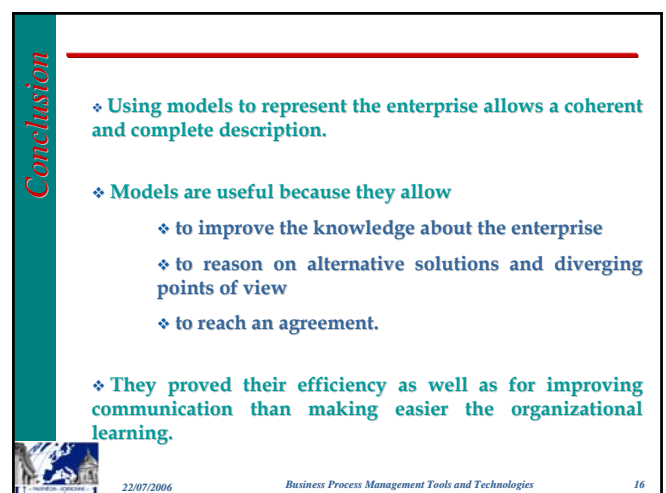 Conclusion
❖ Using models to represent the enterprise allows a coherent
and complete description.
❖ Models are useful because they allow
❖ to improve the knowledge about the enterprise
❖ to reason on alternative solutions and diverging
points of view
❖ to reach an agreement.
❖ They proved their efficiency as well as for improving
communication than making easier the organizational
learning.
22/07/2006
Business Process Management Tools and Technologies
16